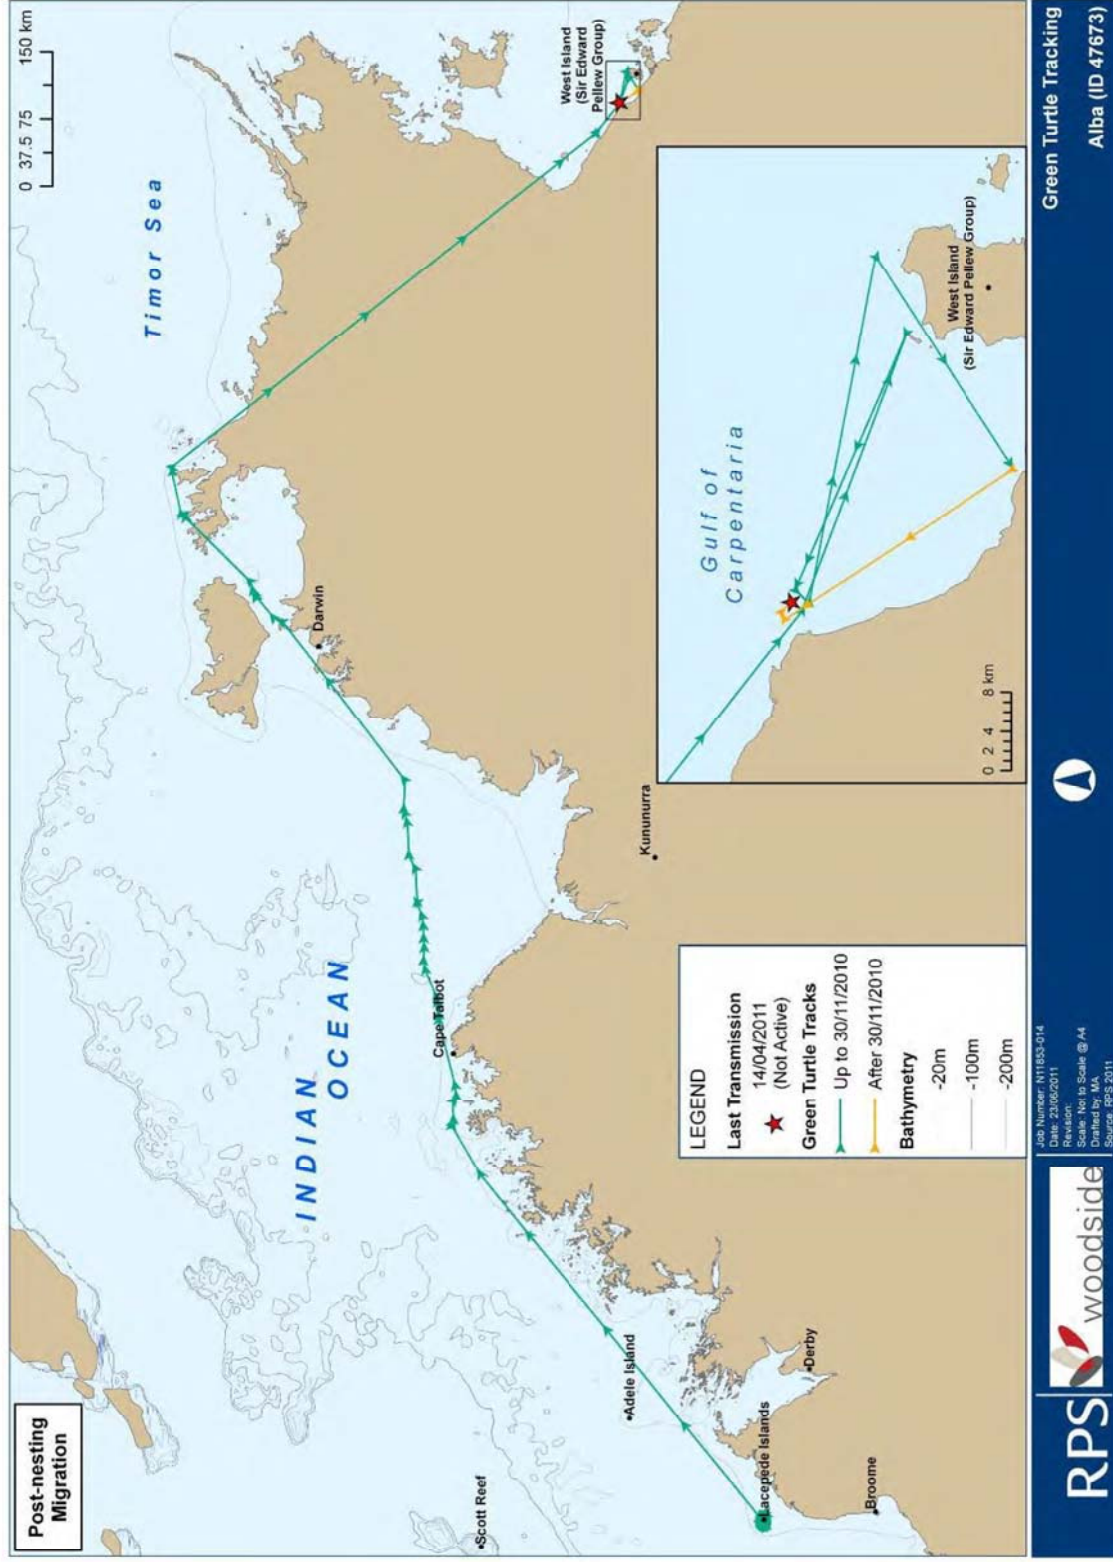 Post-nesting
Migration
0 37.5 75
150 km
Timor Sea
INDIAN
OCEAN
West Island
(Sir Edward
Pellew Group)
Darwin
Kununurra
Cape Talbot
Adele Island
Scott Reef
Lacepede Islands
Derby
Broome
Gulf of
Carpentaria
West Island
(Sir Edward Pellew Group)
0 2 4
8 km
LEGEND
Last Transmission
14/04/2011
(Not Active)
Green Turtle Tracks
Up to 30/11/2010
After 30/11/2010
Bathymetry
-20m
-100m
-200m
RPS
woodside
Job Number: N11853-014
Date: 23/06/2011
Revision:
Scale: Not to Scale @ A4
Drafted by: MA
Source: RPS 2011
Green Turtle Tracking
Alba (ID 47673)